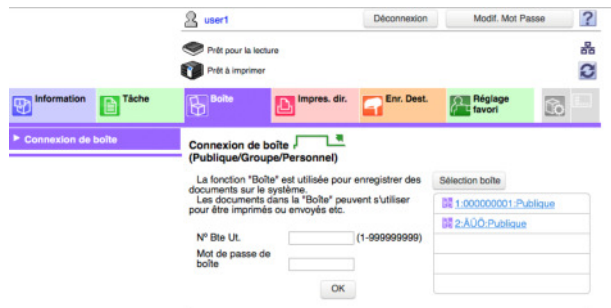 user1
Déconnexion
Modif. Mot Passe
?
Prêt pour la lecture
Prêt à imprimer
Information
Tâche
Boîte
Impres. dir.
Enr. Dest.
Réglage
favori
Connexion de boîte
Connexion de boîte
(Publique/Groupe/Personnel)
La fonction "Boîte" est utilisée pour enregistrer des
documents sur le système.
Les documents dans la "Boîte" peuvent s'utiliser
pour être imprimés ou envoyés etc.
Nº Bte Ut.
(1-999999999)
Mot de passe de
boîte
OK
Sélection boîte
1:000000001:Publique
2:ÄÛÖ:Publique